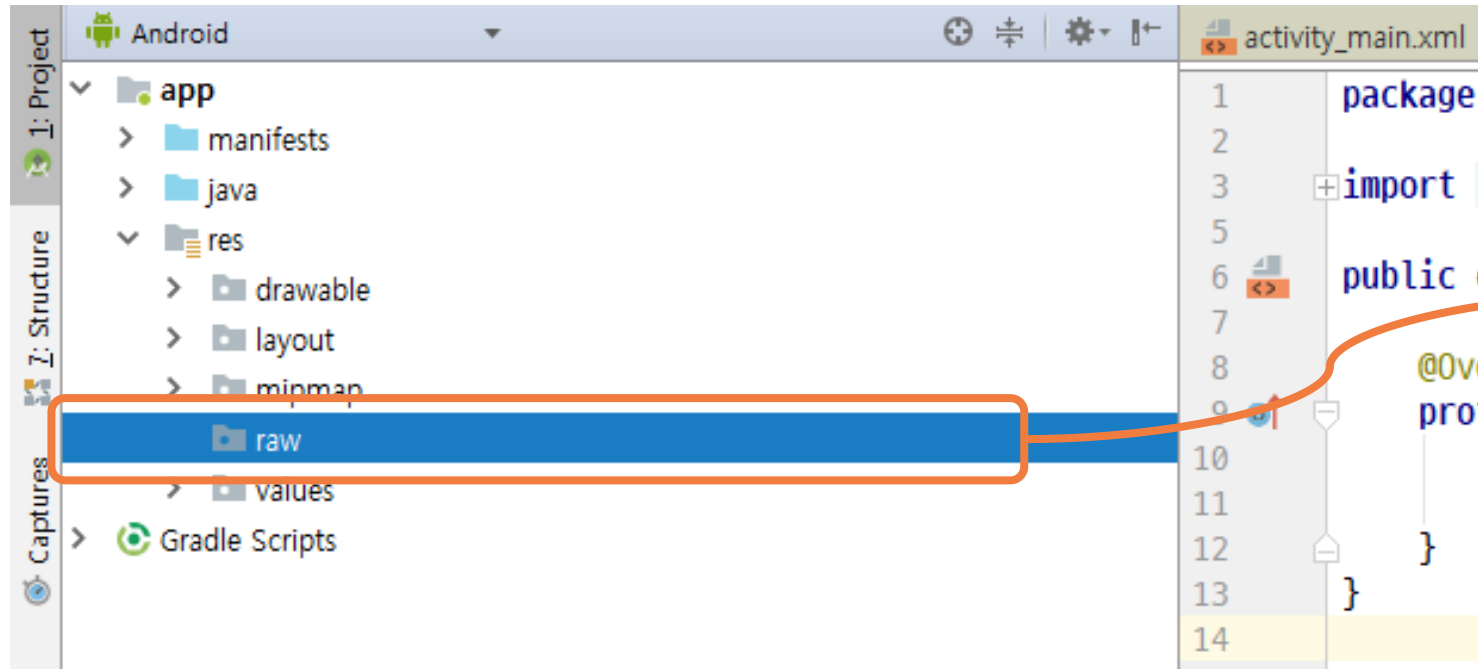 1: Project
7: Structure
Captures
Android
app
manifests
java
res
drawable
layout
mipmap
raw
values
Gradle Scripts
activity_main.xml
1 package
2
3 import
5
6 public
7
8 @Ov
9 pro
10
11
12 }
13 }
14